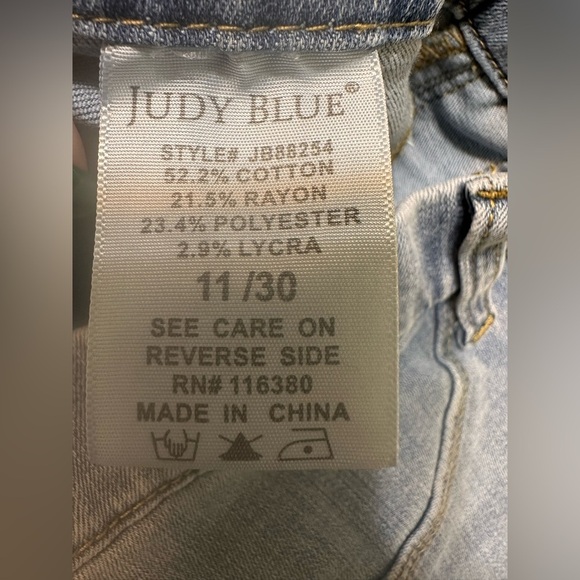 JUDY BLUE®
STYLE# JB88254
52.2% COTTON
21.5% RAYON
23.4% POLYESTER
2.9% LYCRA
11/30
SEE CARE ON
REVERSE SIDE
RN# 116380
MADE IN CHINA